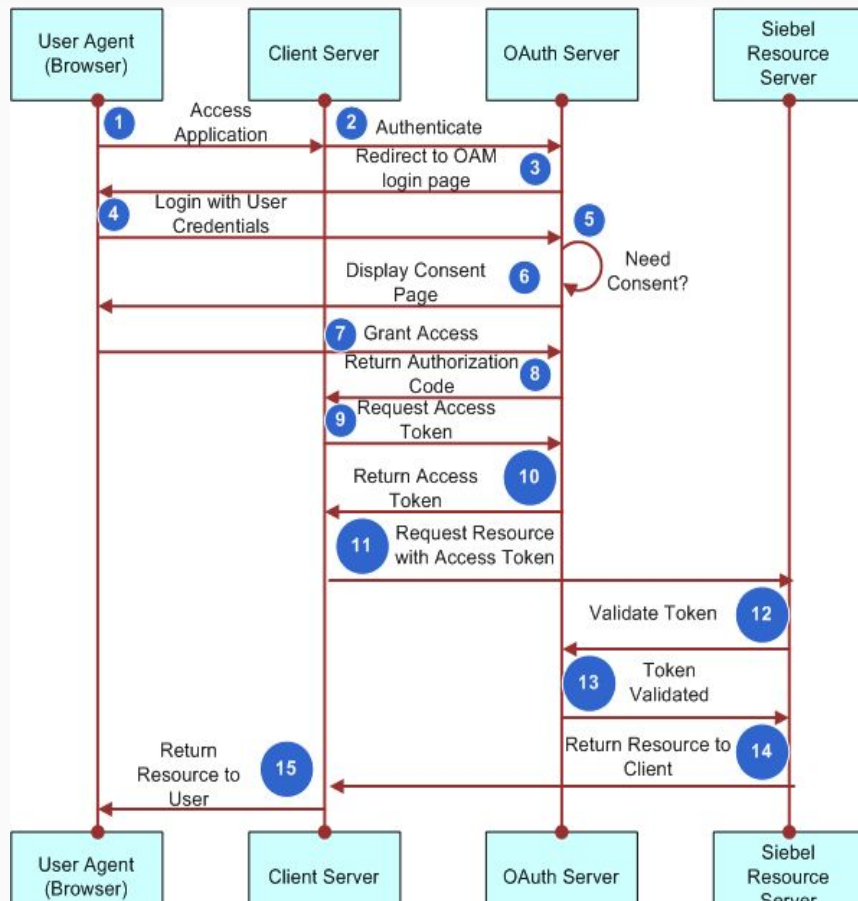 User Agent
(Browser)
Client Server
OAuth Server
Siebel
Resource
Server
1
Access
Application
2
Authenticate
Redirect to OAM
login page
3
4
Login with User
Credentials
5
Need
Consent?
Display Consent
Page
6
7
Grant Access
Return Authorization
Code
8
9
Request Access
Token
Return Access
Token
10
11
Request Resource
with Access Token
Validate Token
12
13
Token
Validated
Return Resource to
Client
14
Return
Resource to
User
15
User Agent
(Browser)
Client Server
OAuth Server
Siebel
Resource
Server